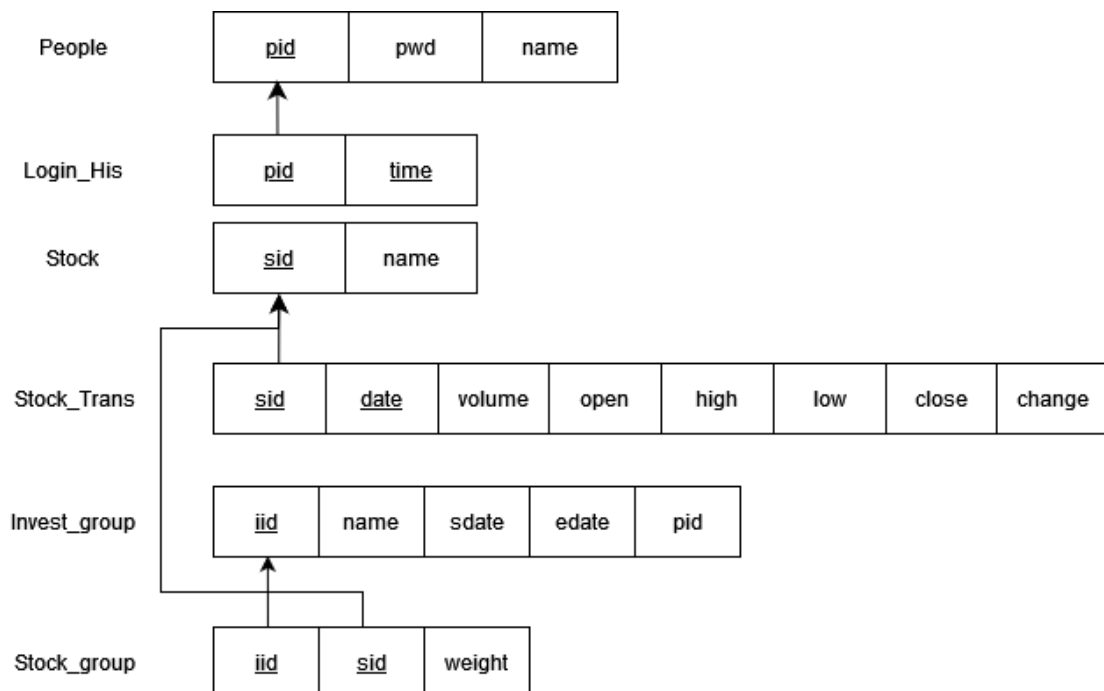 People pid pwd name
Login_His pid time
Stock sid name
Stock_Trans sid date volume open high low close change
Invest_group iid name sdate edate pid
Stock_group iid sid weight